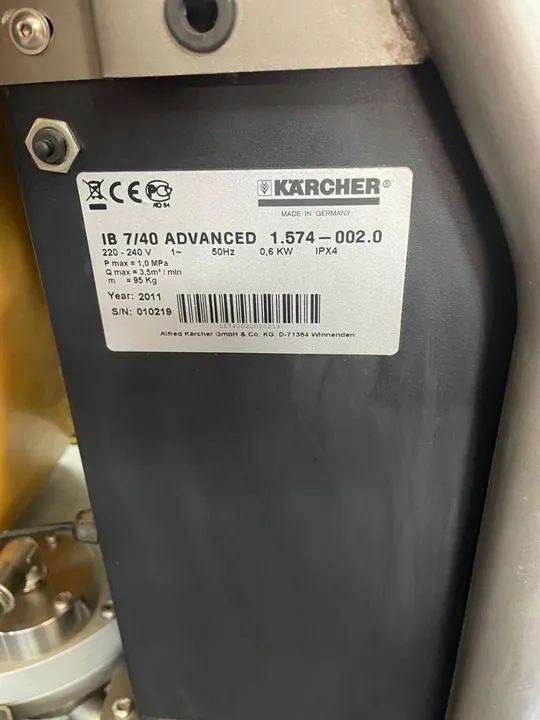 KÄRCHER
MADE IN GERMANY
IB 7/40 ADVANCED 1.574-002.0
220 - 240 V 1~ 50Hz 0,6 KW IPX4
P max = 1,0 MPa
Q max = 3,5m³/min
m = 95 Kg
Year: 2011
S/N: 010219
15740020010219
Alfred Kärcher GmbH & Co. KG D-71364 Winnenden